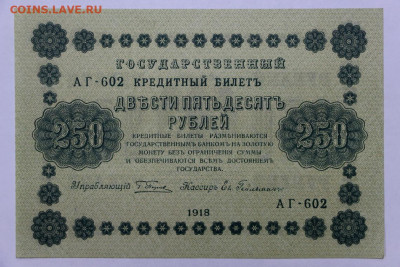 COINS.LAVE.RU
ГОСУДАРСТВЕННЫЙ
АГ-602 КРЕДИТНЫЙ БИЛЕТЪ
ДВѢСТИ ПЯТЬДЕСЯТЪ
РУБЛЕЙ
250 250
КРЕДИТНЫЕ БИЛЕТЫ РАЗМѢНИВАЮТСЯ
ГОСУДАРСТВЕННЫМЪ БАНКОМЪ НА ЗОЛОТУЮ
МОНЕТУ БЕЗЪ ОГРАНИЧЕНІЯ СУММЫ
И ОБЕЗПЕЧИВАЮТСЯ ВСѢМЪ ДОСТОЯНІЕМЪ
ГОСУДАРСТВА.
Управляющій Кассиръ
АГ-602
1918